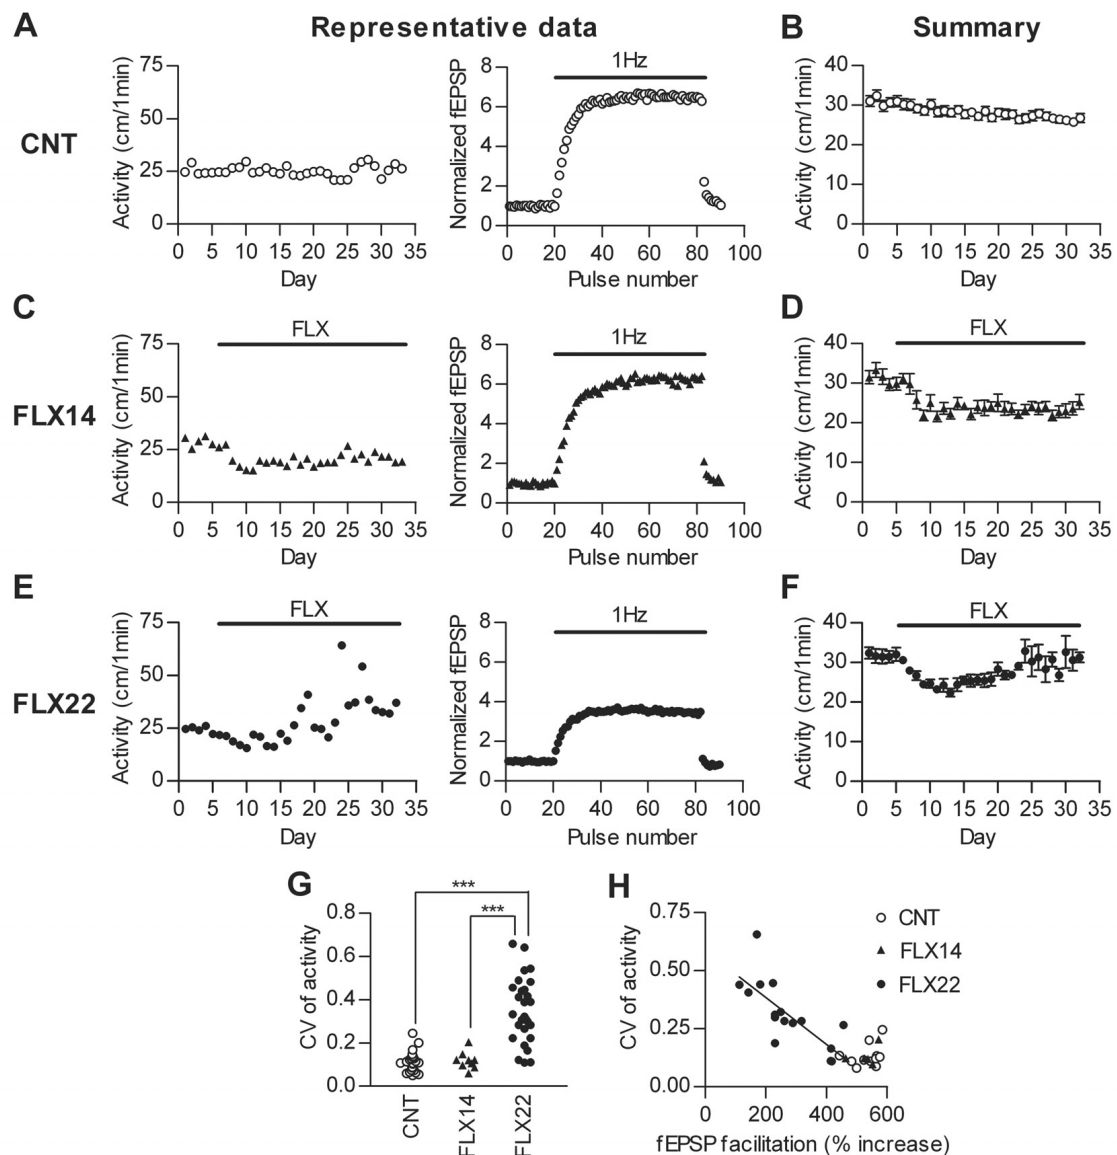 A Representative data B Summary
CNT
Activity (cm/1min)
75
50
25
0
0 5 10 15 20 25 30 35
Day
Normalized fEPSP
8
6
4
2
0
1Hz
0 20 40 60 80 100
Pulse number
Activity (cm/1min)
40
30
20
10
0
0 5 10 15 20 25 30 35
Day
C D
FLX14
Activity (cm/1min)
75
50
25
0
FLX
0 5 10 15 20 25 30 35
Day
Normalized fEPSP
8
6
4
2
0
1Hz
0 20 40 60 80 100
Pulse number
Activity (cm/1min)
40
30
20
10
0
FLX
0 5 10 15 20 25 30 35
Day
E F
FLX22
Activity (cm/1min)
75
50
25
0
FLX
0 5 10 15 20 25 30 35
Day
Normalized fEPSP
8
6
4
2
0
1Hz
0 20 40 60 80 100
Pulse number
Activity (cm/1min)
40
30
20
10
0
FLX
0 5 10 15 20 25 30 35
Day
G
CV of activity
0.8
0.6
0.4
0.2
0.0
***
***
CNT
FLX14
FLX22
H
CV of activity
0.75
0.50
0.25
0.00
0 200 400 600
fEPSP facilitation (% increase)
CNT
FLX14
FLX22